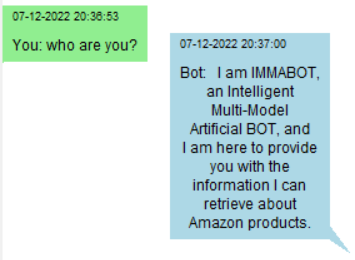 07-12-2022 20:36:53
You: who are you?
07-12-2022 20:37:00
Bot: I am IMMABOT,
an Intelligent
Multi-Model
Artificial BOT, and
I am here to provide
you with the
information I can
retrieve about
Amazon products.